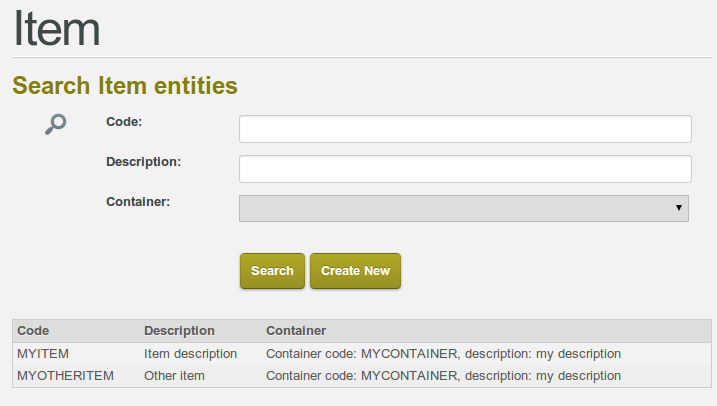 Item
Search Item entities
Code:
Description:
Container:
Search Create New
Code Description Container
MYITEM Item description Container code: MYCONTAINER, description: my description
MYOTHERITEM Other item Container code: MYCONTAINER, description: my description